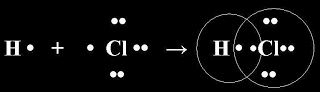 H • + • Cl → H Cl